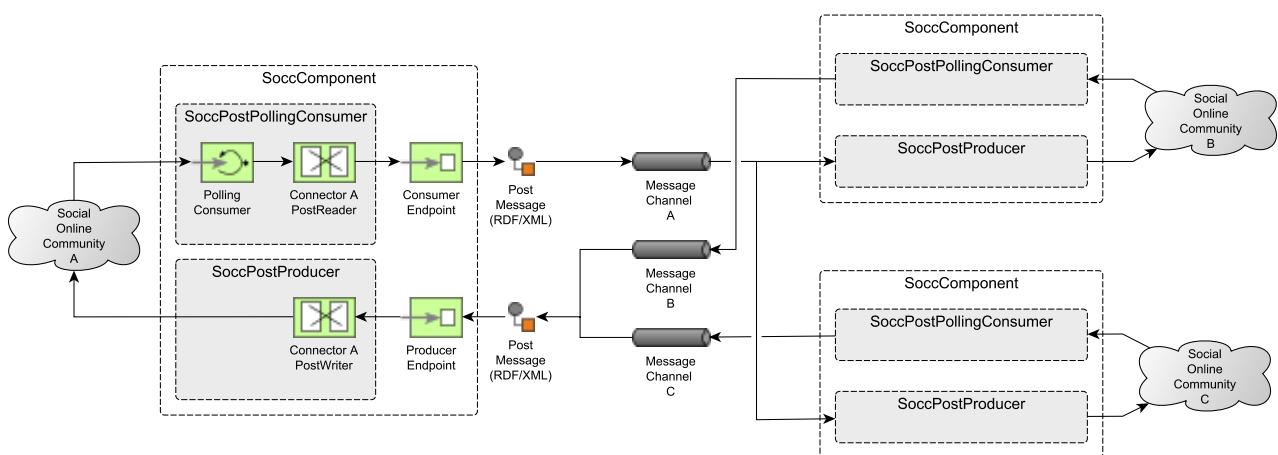 SoccComponent
SoccPostPollingConsumer
Polling
Consumer
Connector A
PostReader
Consumer
Endpoint
Post
Message
(RDF/XML)
Message
Channel
A
Social
Online
Community
A
SoccPostProducer
Connector A
PostWriter
Producer
Endpoint
Post
Message
(RDF/XML)
Message
Channel
B
Message
Channel
C
SoccComponent
SoccPostPollingConsumer
SoccPostProducer
Social
Online
Community
B
SoccComponent
SoccPostPollingConsumer
SoccPostProducer
Social
Online
Community
C